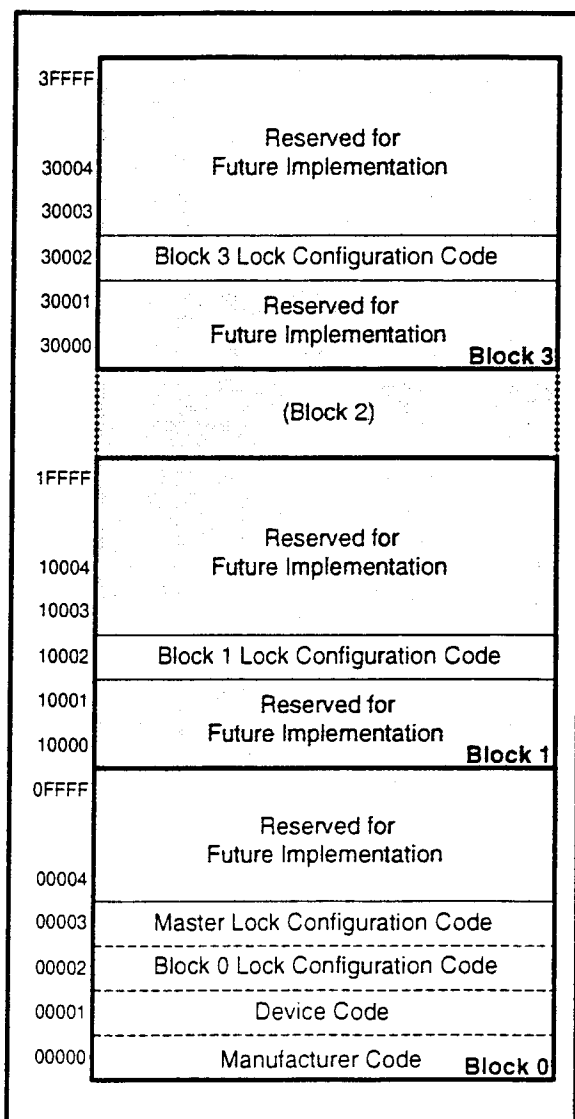 3FFFF
Reserved for
30004 Future Implementation
30003
30002 Block 3 Lock Configuration Code
30001 Reserved for
Future Implementation
30000 Block 3
(Block 2)
1FFFF
Reserved for
10004 Future Implementation
10003
10002 Block 1 Lock Configuration Code
10001 Reserved for
Future Implementation
10000 Block 1
0FFFF
Reserved for
Future Implementation
00004
00003 Master Lock Configuration Code
00002 Block 0 Lock Configuration Code
00001 Device Code
00000 Manufacturer Code Block 0